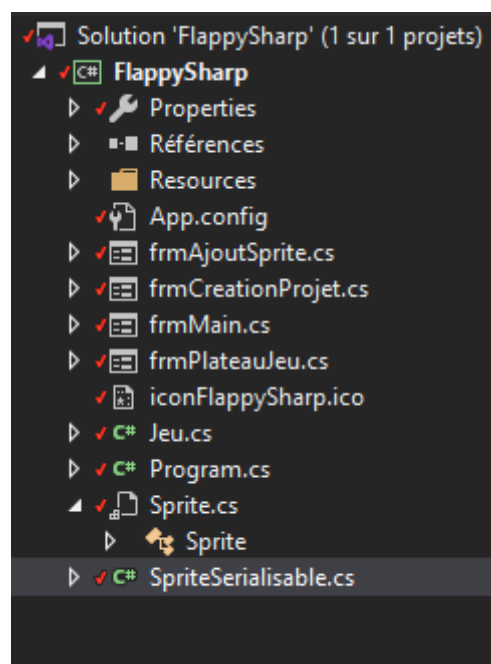 Solution 'FlappySharp' (1 sur 1 projets)
C# FlappySharp
Properties
Références
Resources
App.config
frmAjoutSprite.cs
frmCreationProjet.cs
frmMain.cs
frmPlateauJeu.cs
iconFlappySharp.ico
C# Jeu.cs
C# Program.cs
Sprite.cs
Sprite
C# SpriteSerialisable.cs